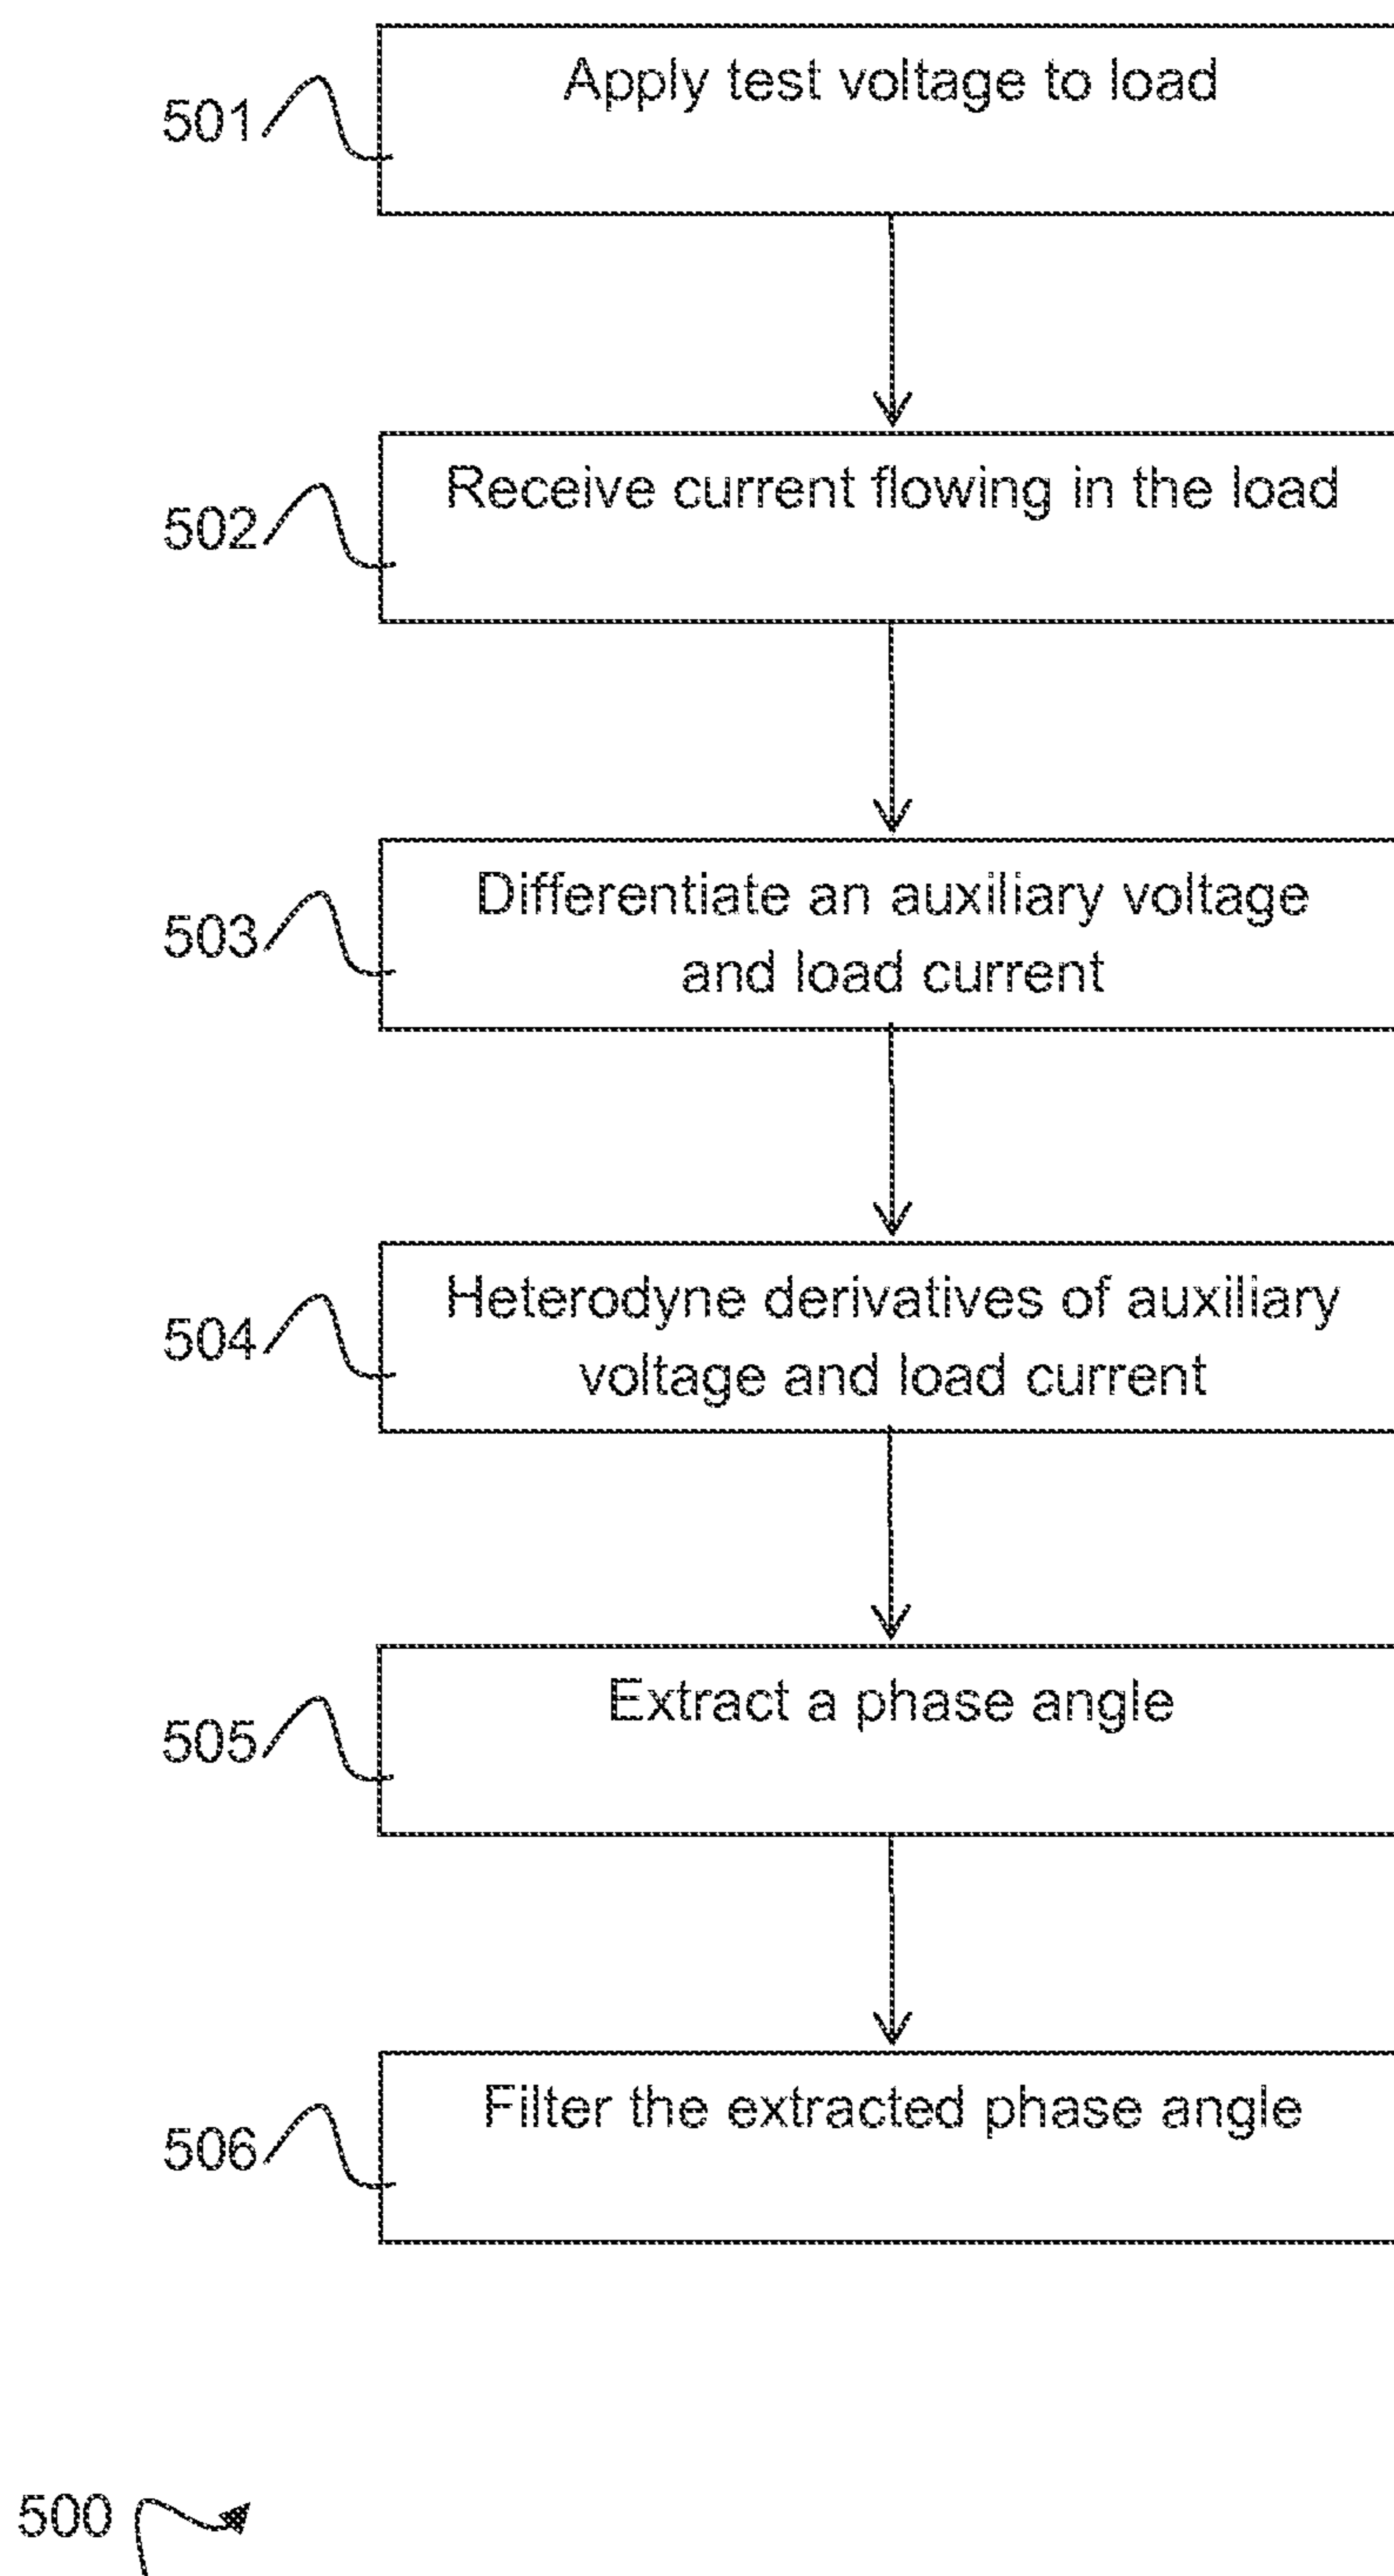 501
Apply test voltage to load
502
Receive current flowing in the load
503
Differentiate an auxiliary voltage
and load current
504
Heterodyne derivatives of auxiliary
voltage and load current
505
Extract a phase angle
506
Filter the extracted phase angle
500